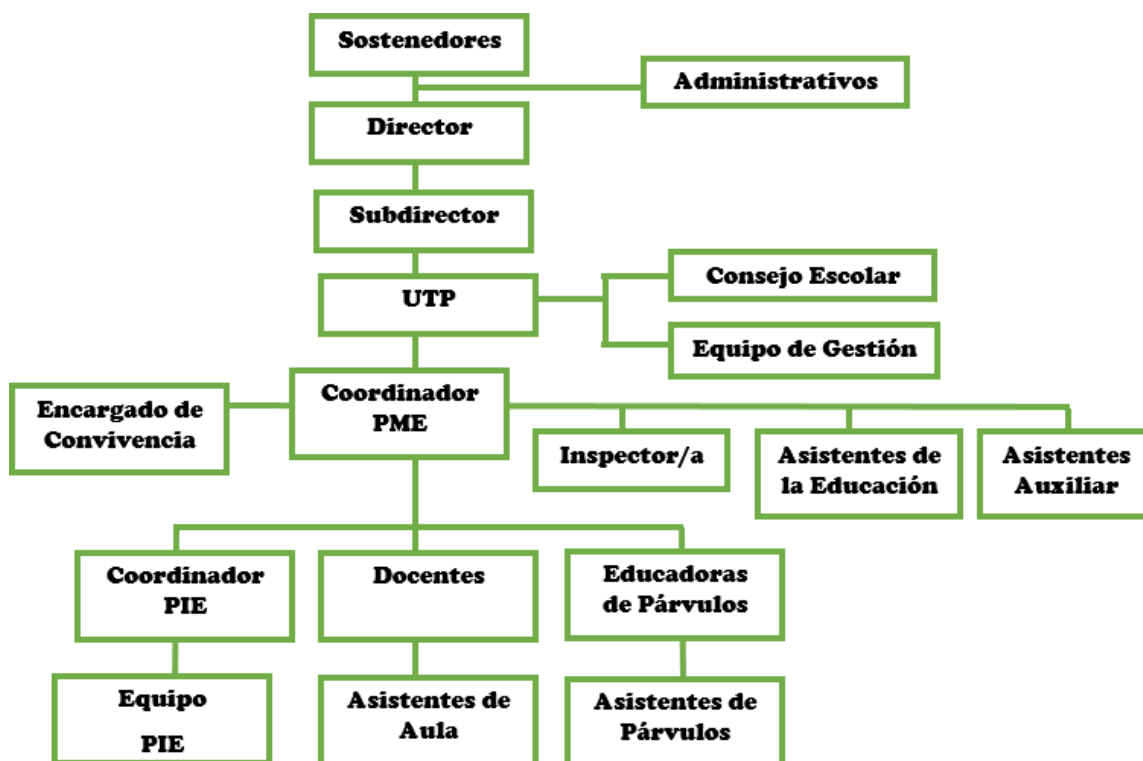 Sostenedores
Administrativos
Director
Subdirector
UTP
Consejo Escolar
Equipo de Gestión
Coordinador
PME
Encargado de
Convivencia
Inspector/a
Asistentes de
la Educación
Asistentes
Auxiliar
Coordinador
PIE
Docentes
Educadoras
de Párvulos
Equipo
PIE
Asistentes de
Aula
Asistentes de
Párvulos